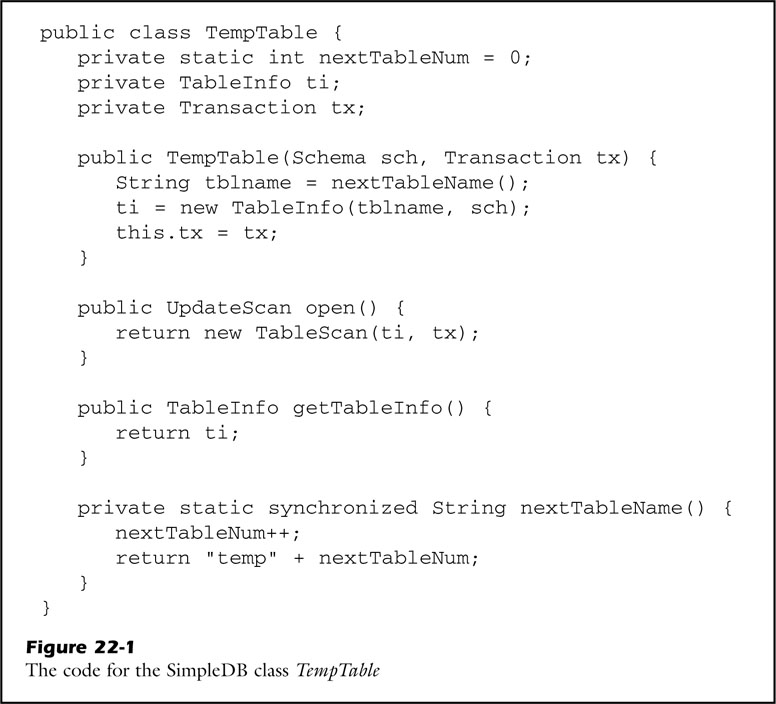 public class TempTable {
   private static int nextTableNum = 0;
   private TableInfo ti;
   private Transaction tx;

   public TempTable(Schema sch, Transaction tx) {
      String tblname = nextTableName();
      ti = new TableInfo(tblname, sch);
      this.tx = tx;
   }

   public UpdateScan open() {
      return new TableScan(ti, tx);
   }

   public TableInfo getTableInfo() {
      return ti;
   }

   private static synchronized String nextTableName() {
      nextTableNum++;
      return "temp" + nextTableNum;
   }
}
Figure 22-1
The code for the SimpleDB class TempTable